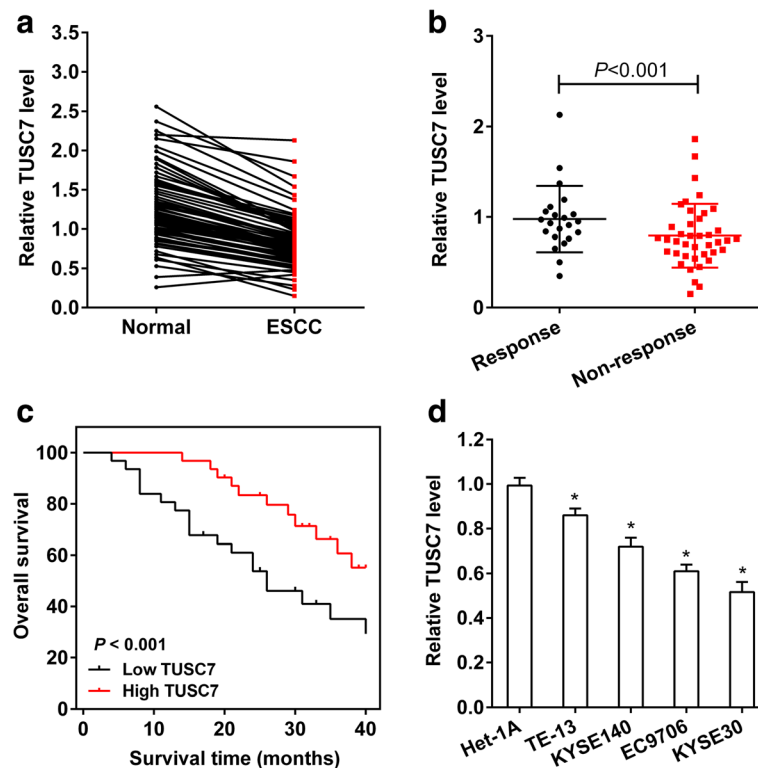 a
Relative TUSC7 level
3.5
3.0
2.5
2.0
1.5
1.0
0.5
0.0
Normal
ESCC
b
Relative TUSC7 level
3
2
1
0
P<0.001
Response
Non-response
c
Overall survival
100
80
60
40
20
0
P < 0.001
Low TUSC7
High TUSC7
0
10
20
30
40
Survival time (months)
d
Relative TUSC7 level
1.2
1.0
0.8
0.6
0.4
0.2
0.0
*
*
*
*
Het-1A
TE-13
KYSE140
EC9706
KYSE30